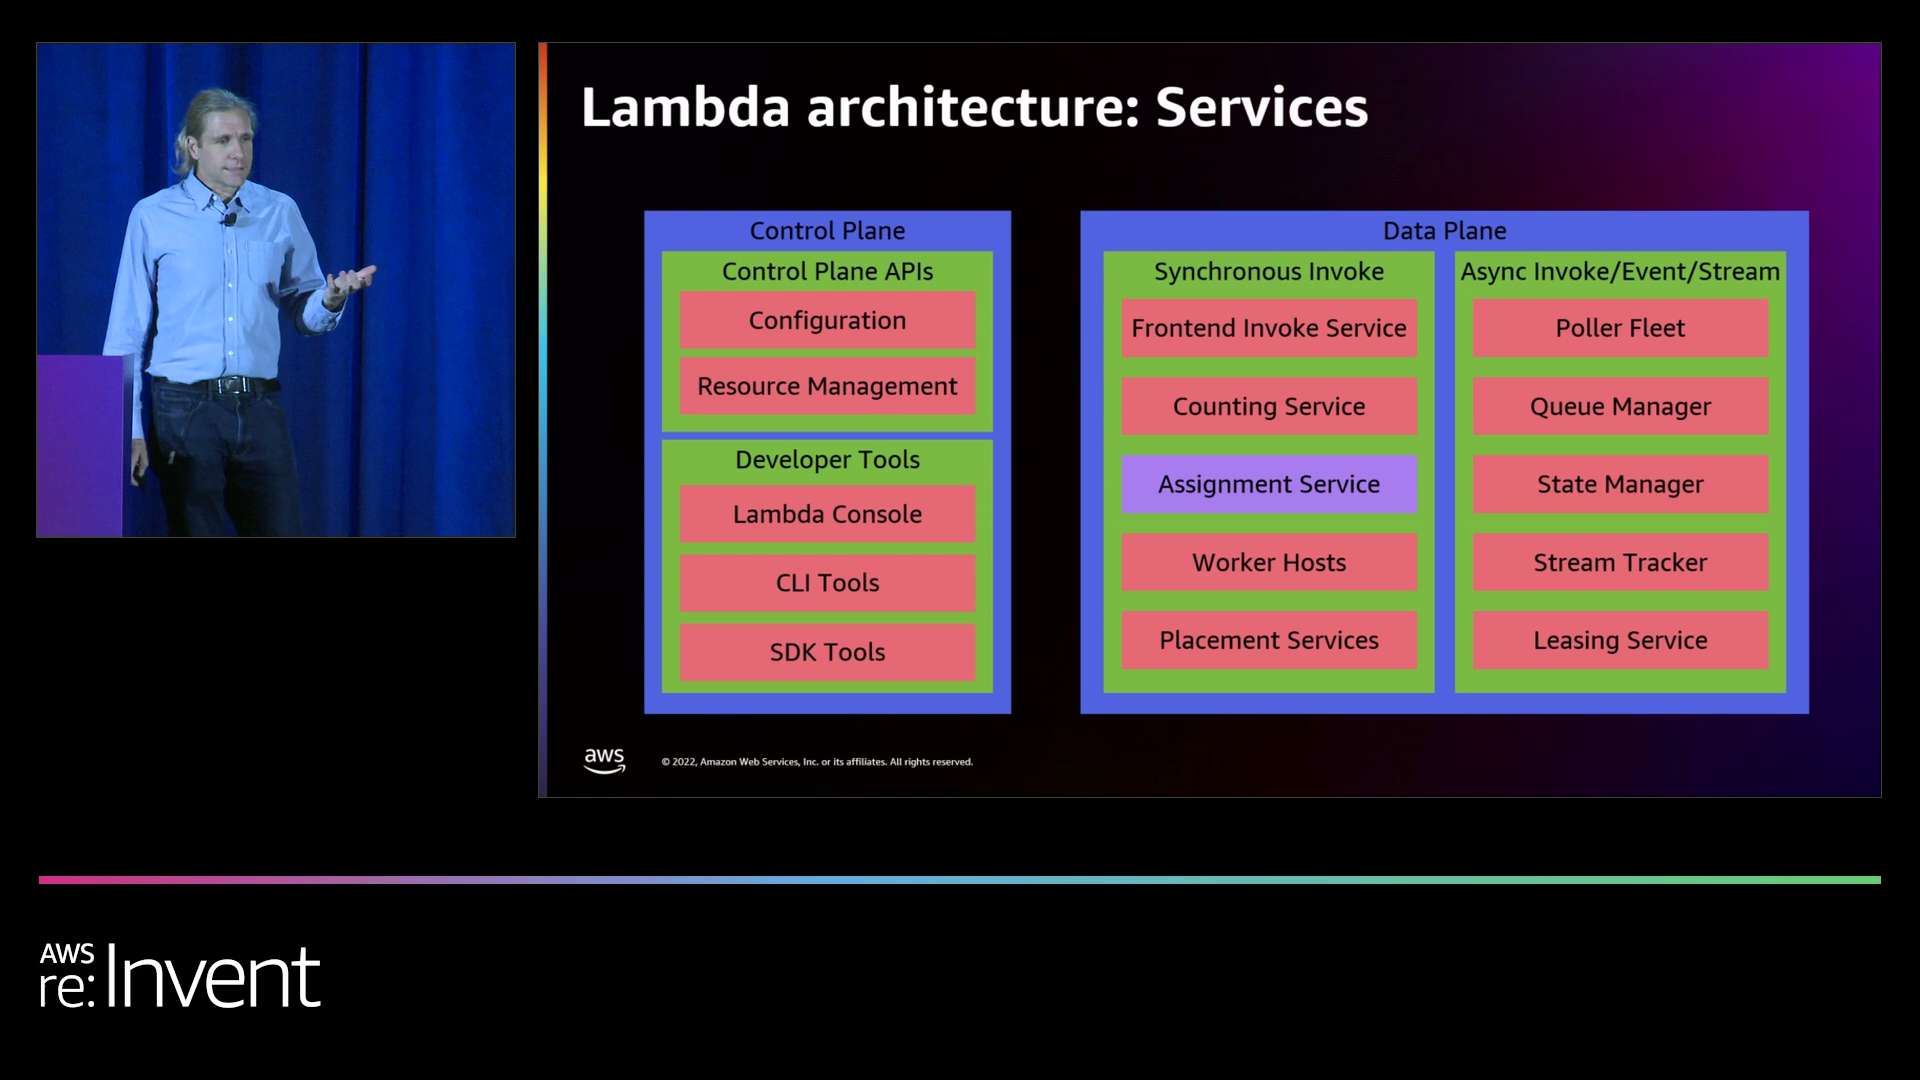 Lambda architecture: Services
Control Plane
Control Plane APIs
Configuration
Resource Management
Developer Tools
Lambda Console
CLI Tools
SDK Tools
Data Plane
Synchronous Invoke
Frontend Invoke Service
Counting Service
Assignment Service
Worker Hosts
Placement Services
Async Invoke/Event/Stream
Poller Fleet
Queue Manager
State Manager
Stream Tracker
Leasing Service
aws
© 2022, Amazon Web Services, Inc. or its affiliates. All rights reserved.
AWS
re:Invent